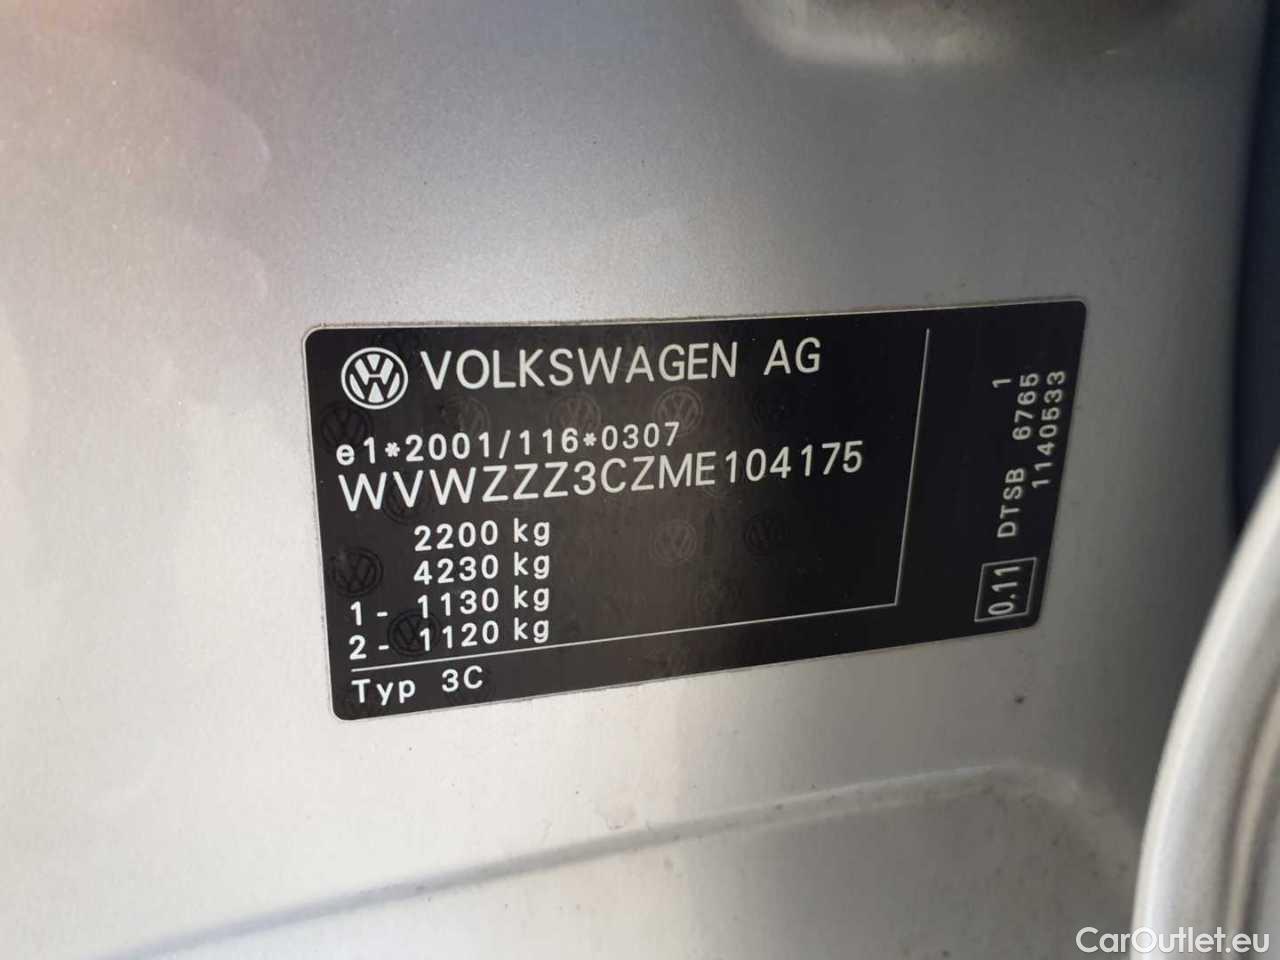 VOLKSWAGEN AG
e1*2001/116*0307
WVWZZZ3CZME104175
2200 kg
4230 kg
1 - 1130 kg
2 - 1120 kg
Typ 3C
1
DTSB 6765
1140533
0.11
CarOutlet.eu